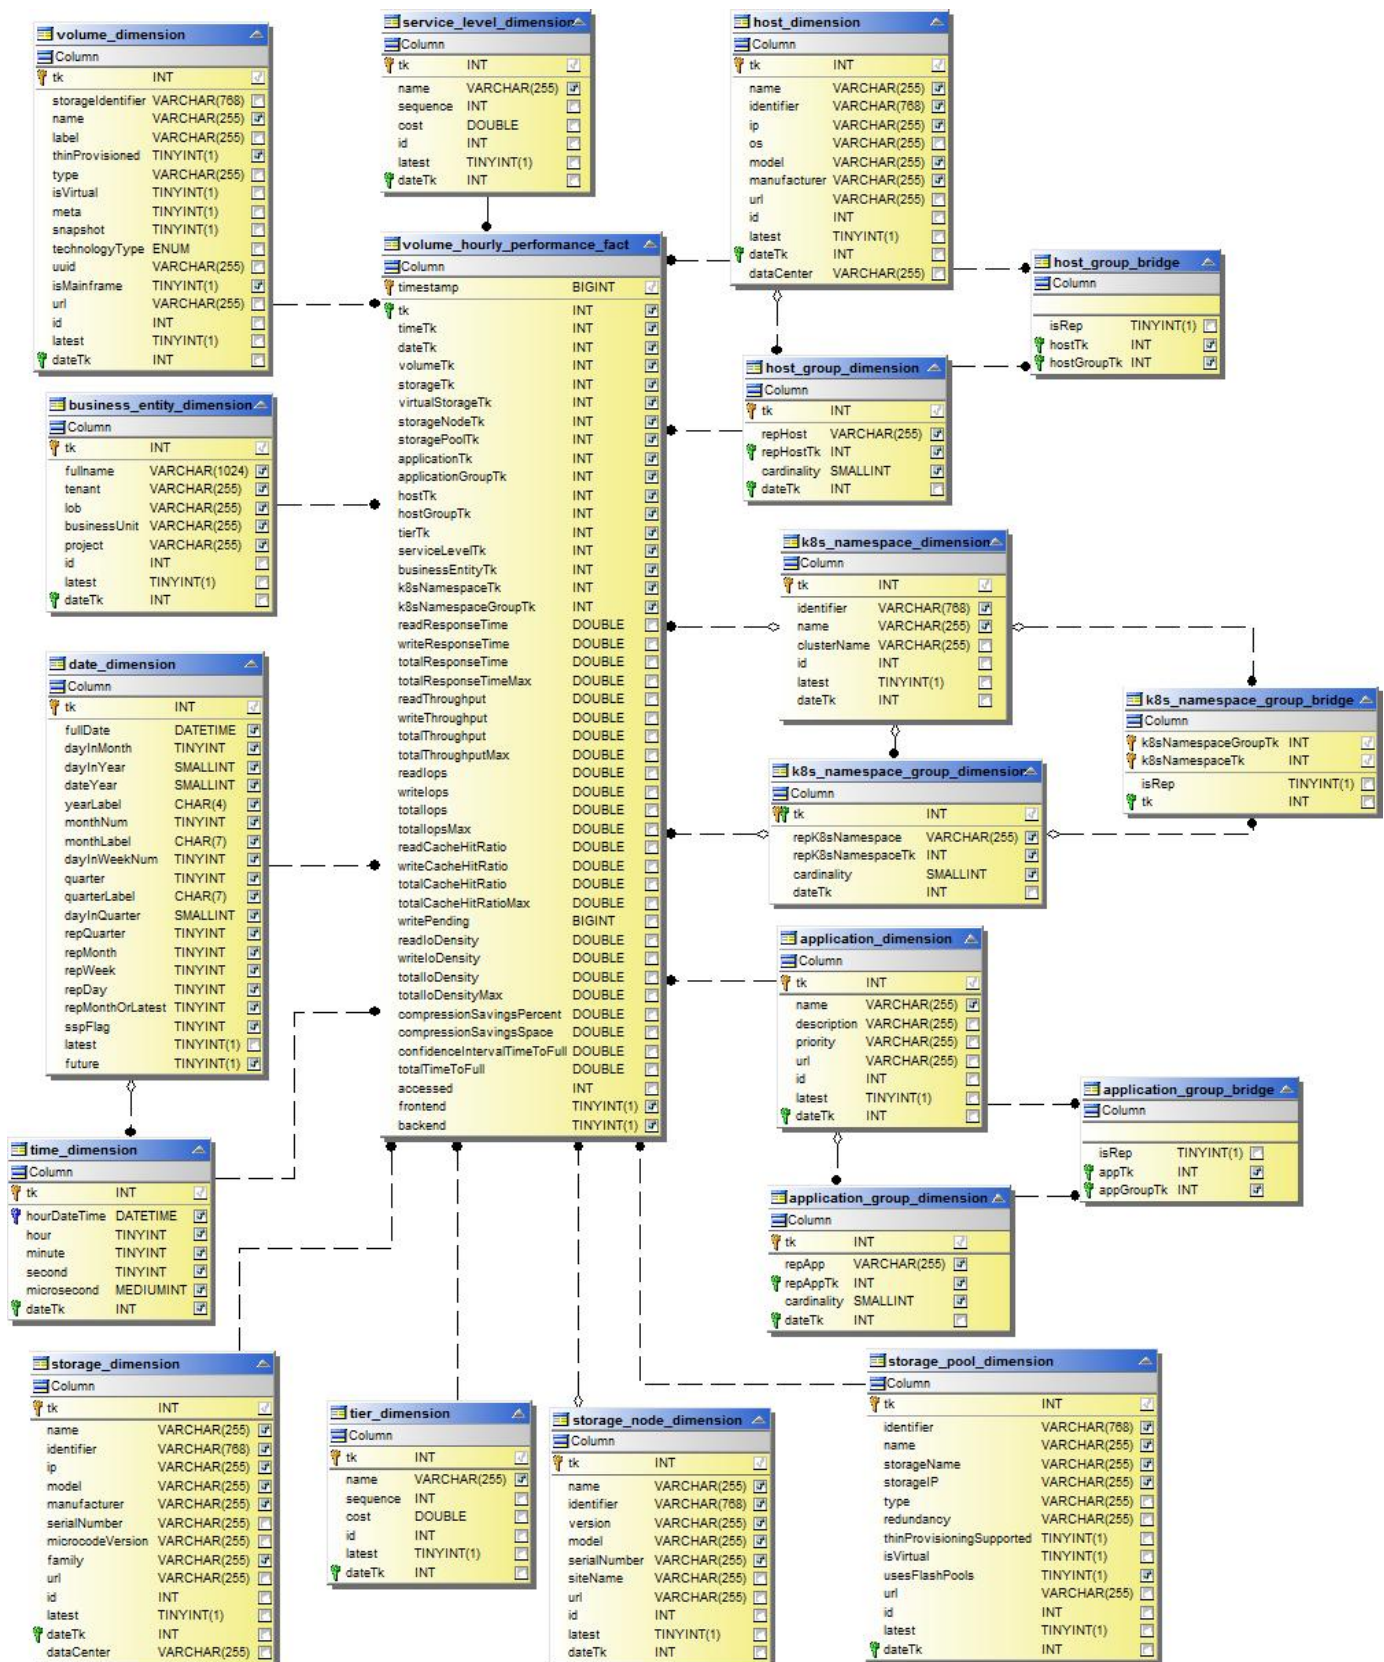 volume_dimension
Column
tk INT
storageIdentifier VARCHAR(768)
name VARCHAR(255)
label VARCHAR(255)
thinProvisioned TINYINT(1)
type VARCHAR(255)
isVirtual TINYINT(1)
meta TINYINT(1)
snapshot TINYINT(1)
technologyType ENUM
uuid VARCHAR(255)
isMainframe TINYINT(1)
url VARCHAR(255)
id INT
latest TINYINT(1)
dateTk INT
service_level_dimension
Column
tk INT
name VARCHAR(255)
sequence INT
cost DOUBLE
id INT
latest TINYINT(1)
dateTk INT
host_dimension
Column
tk INT
name VARCHAR(255)
identifier VARCHAR(768)
ip VARCHAR(255)
os VARCHAR(255)
model VARCHAR(255)
manufacturer VARCHAR(255)
url VARCHAR(255)
id INT
latest TINYINT(1)
dateTk INT
dataCenter VARCHAR(255)
host_group_bridge
Column
isRep TINYINT(1)
hostTk INT
hostGroupTk INT
volume_hourly_performance_fact
Column
timestamp BIGINT
tk INT
timeTk INT
dateTk INT
volumeTk INT
storageTk INT
virtualStorageTk INT
storageNodeTk INT
storagePoolTk INT
applicationTk INT
applicationGroupTk INT
hostTk INT
hostGroupTk INT
tierTk INT
serviceLevelTk INT
businessEntityTk INT
k8sNamespaceTk INT
k8sNamespaceGroupTk INT
readResponseTime DOUBLE
writeResponseTime DOUBLE
totalResponseTime DOUBLE
totalResponseTimeMax DOUBLE
readThroughput DOUBLE
writeThroughput DOUBLE
totalThroughput DOUBLE
totalThroughputMax DOUBLE
readIops DOUBLE
writeIops DOUBLE
totalIops DOUBLE
totalIopsMax DOUBLE
readCacheHitRatio DOUBLE
writeCacheHitRatio DOUBLE
totalCacheHitRatio DOUBLE
totalCacheHitRatioMax DOUBLE
writePending BIGINT
readIoDensity DOUBLE
writeIoDensity DOUBLE
totalIoDensity DOUBLE
totalIoDensityMax DOUBLE
compressionSavingsPercent DOUBLE
compressionSavingsSpace DOUBLE
confidenceIntervalTimeToFull DOUBLE
totalTimeToFull DOUBLE
accessed INT
frontend TINYINT(1)
backend TINYINT(1)
host_group_dimension
Column
tk INT
repHost VARCHAR(255)
repHostTk INT
cardinality SMALLINT
dateTk INT
business_entity_dimension
Column
tk INT
fullname VARCHAR(1024)
tenant VARCHAR(255)
lob VARCHAR(255)
businessUnit VARCHAR(255)
project VARCHAR(255)
id INT
latest TINYINT(1)
dateTk INT
k8s_namespace_dimension
Column
tk INT
identifier VARCHAR(768)
name VARCHAR(255)
clusterName VARCHAR(255)
id INT
latest TINYINT(1)
dateTk INT
date_dimension
Column
tk INT
fullDate DATETIME
dayInMonth TINYINT
dayInYear SMALLINT
dateYear SMALLINT
yearLabel CHAR(4)
monthNum TINYINT
monthLabel CHAR(7)
dayInWeekNum TINYINT
quarter TINYINT
quarterLabel CHAR(7)
dayInQuarter SMALLINT
repQuarter TINYINT
repMonth TINYINT
repWeek TINYINT
repDay TINYINT
repMonthOrLatest TINYINT
sspFlag TINYINT
latest TINYINT(1)
future TINYINT(1)
k8s_namespace_group_bridge
Column
k8sNamespaceGroupTk INT
k8sNamespaceTk INT
isRep TINYINT(1)
tk INT
k8s_namespace_group_dimension
Column
tk INT
repK8sNamespace VARCHAR(255)
repK8sNamespaceTk INT
cardinality SMALLINT
dateTk INT
application_dimension
Column
tk INT
name VARCHAR(255)
description VARCHAR(255)
priority VARCHAR(255)
url VARCHAR(255)
id INT
latest TINYINT(1)
dateTk INT
application_group_bridge
Column
isRep TINYINT(1)
appTk INT
appGroupTk INT
time_dimension
Column
tk INT
hourDateTime DATETIME
hour TINYINT
minute TINYINT
second TINYINT
microsecond MEDIUMINT
dateTk INT
application_group_dimension
Column
tk INT
repApp VARCHAR(255)
repAppTk INT
cardinality SMALLINT
dateTk INT
storage_dimension
Column
tk INT
name VARCHAR(255)
identifier VARCHAR(768)
ip VARCHAR(255)
model VARCHAR(255)
manufacturer VARCHAR(255)
serialNumber VARCHAR(255)
microcodeVersion VARCHAR(255)
family VARCHAR(255)
url VARCHAR(255)
id INT
latest TINYINT(1)
dateTk INT
dataCenter VARCHAR(255)
tier_dimension
Column
tk INT
name VARCHAR(255)
sequence INT
cost DOUBLE
id INT
latest TINYINT(1)
dateTk INT
storage_node_dimension
Column
tk INT
name VARCHAR(255)
identifier VARCHAR(768)
version VARCHAR(255)
model VARCHAR(255)
serialNumber VARCHAR(255)
siteName VARCHAR(255)
url VARCHAR(255)
id INT
latest TINYINT(1)
dateTk INT
storage_pool_dimension
Column
tk INT
identifier VARCHAR(768)
name VARCHAR(255)
storageName VARCHAR(255)
storageIP VARCHAR(255)
type VARCHAR(255)
redundancy VARCHAR(255)
thinProvisioningSupported TINYINT(1)
isVirtual TINYINT(1)
usesFlashPools TINYINT(1)
url VARCHAR(255)
id INT
latest TINYINT(1)
dateTk INT